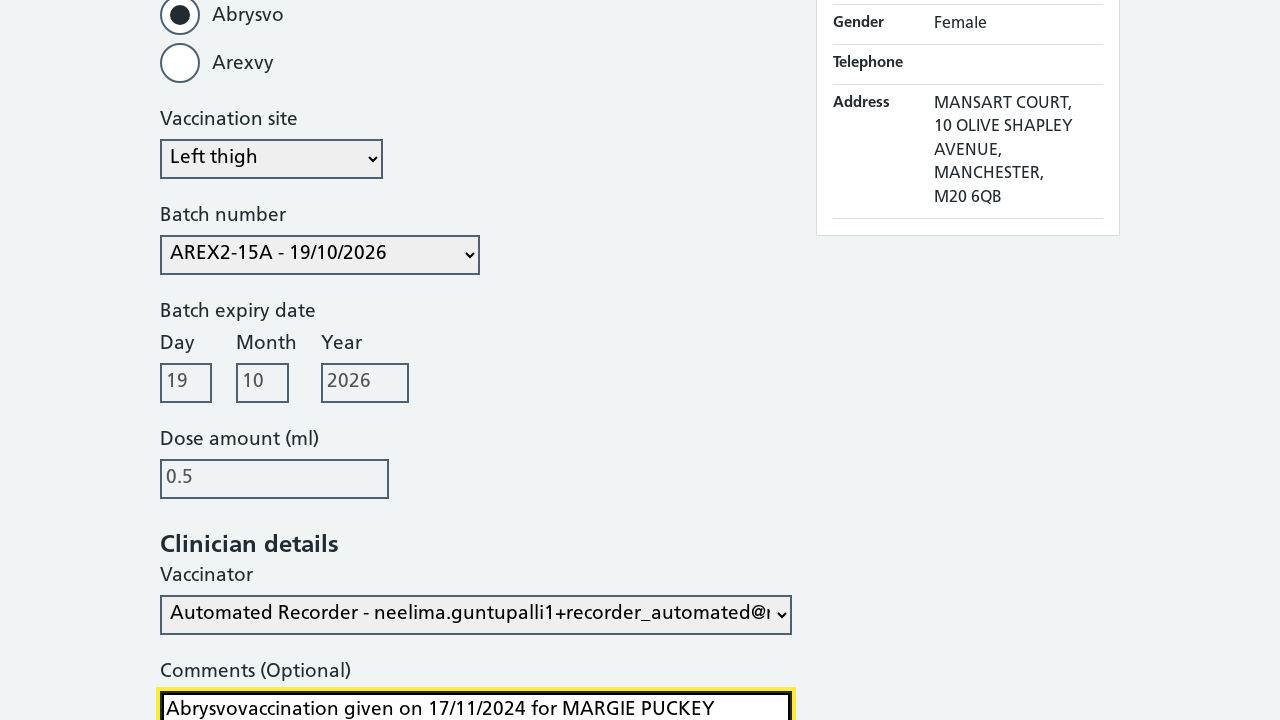 Abrysvo
Arexvy
Vaccination site
Left thigh
Batch number
AREX2-15A - 19/10/2026
Batch expiry date
Day Month Year
19 10 2026
Dose amount (ml)
0.5
Clinician details
Vaccinator
Automated Recorder - neelima.guntupalli1+recorder_automated@
Comments (Optional)
Abrysvovaccination given on 17/11/2024 for MARGIE PUCKEY
Gender Female
Telephone
Address MANSART COURT,
10 OLIVE SHAPLEY
AVENUE,
MANCHESTER,
M20 6QB